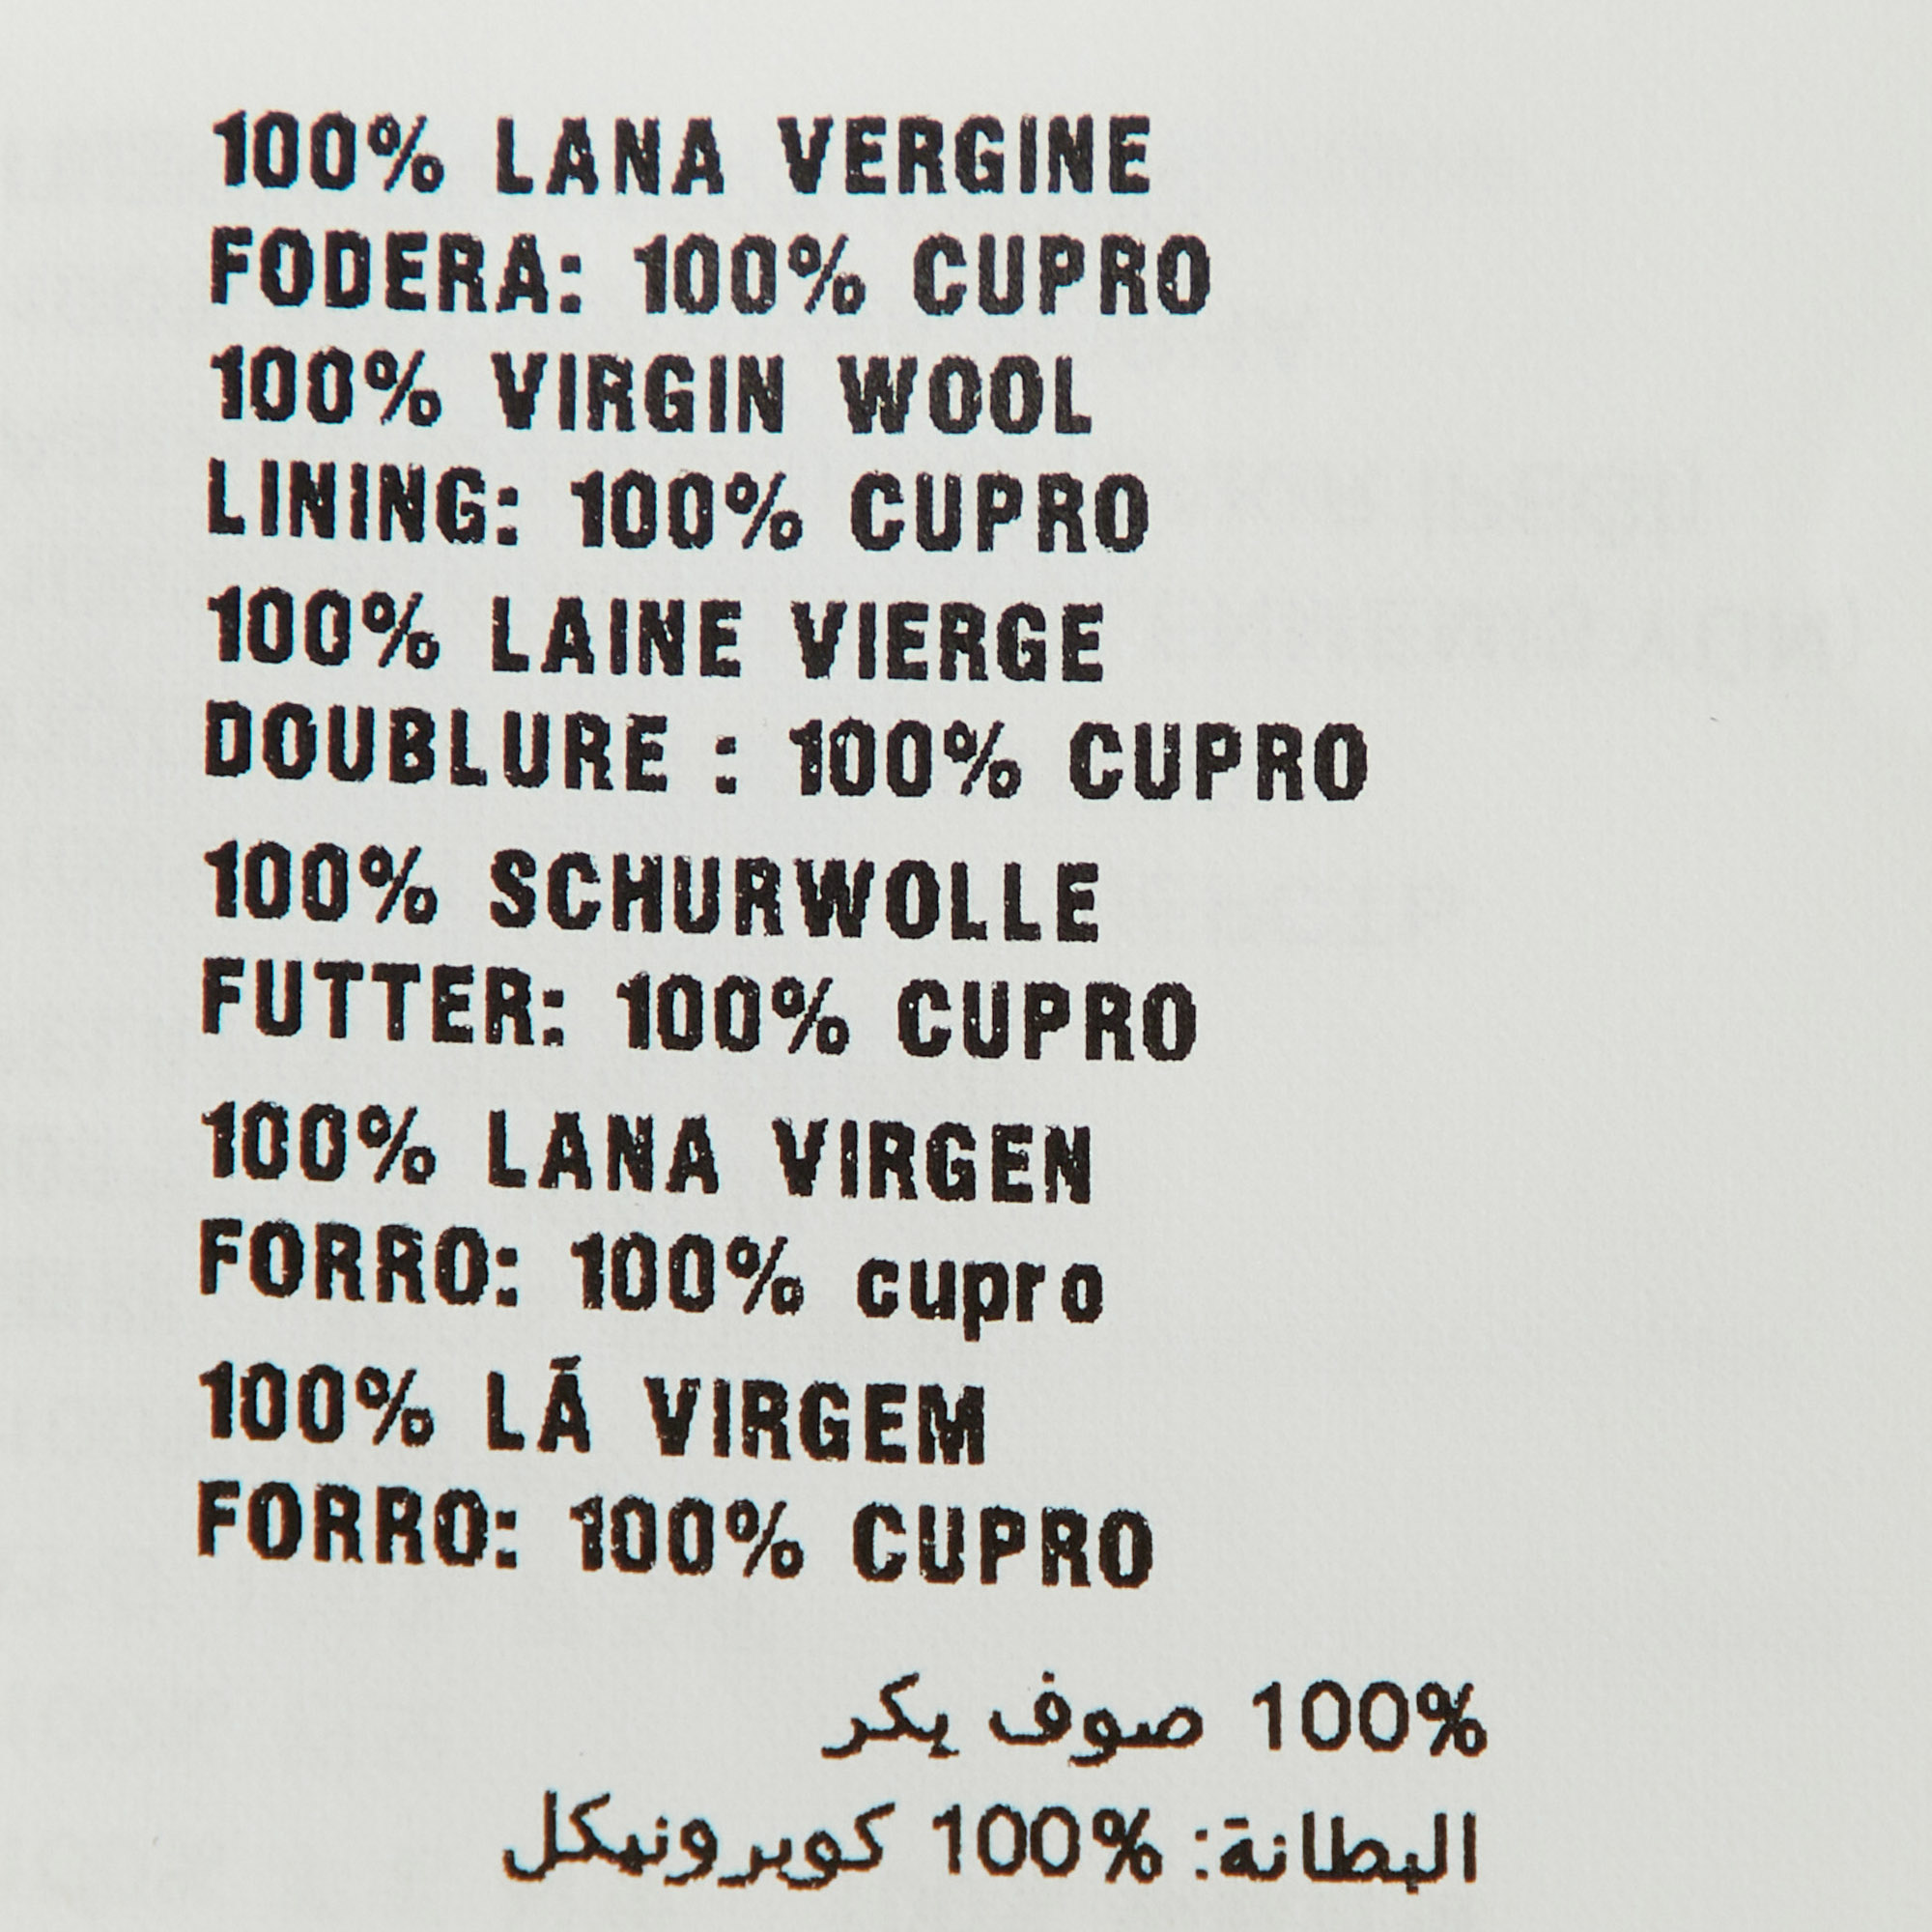 100% LANA VERGINE
FODERA: 100% CUPRO
100% VIRGIN WOOL
LINING: 100% CUPRO
100% LAINE VIERGE
DOUBLURE : 100% CUPRO
100% SCHURWOLLE
FUTTER: 100% CUPRO
100% LANA VIRGEN
FORRO: 100% cupro
100% LÃ VIRGEM
FORRO: 100% CUPRO
100% صوف يكر
البطانة: 100% كوبرونيكل